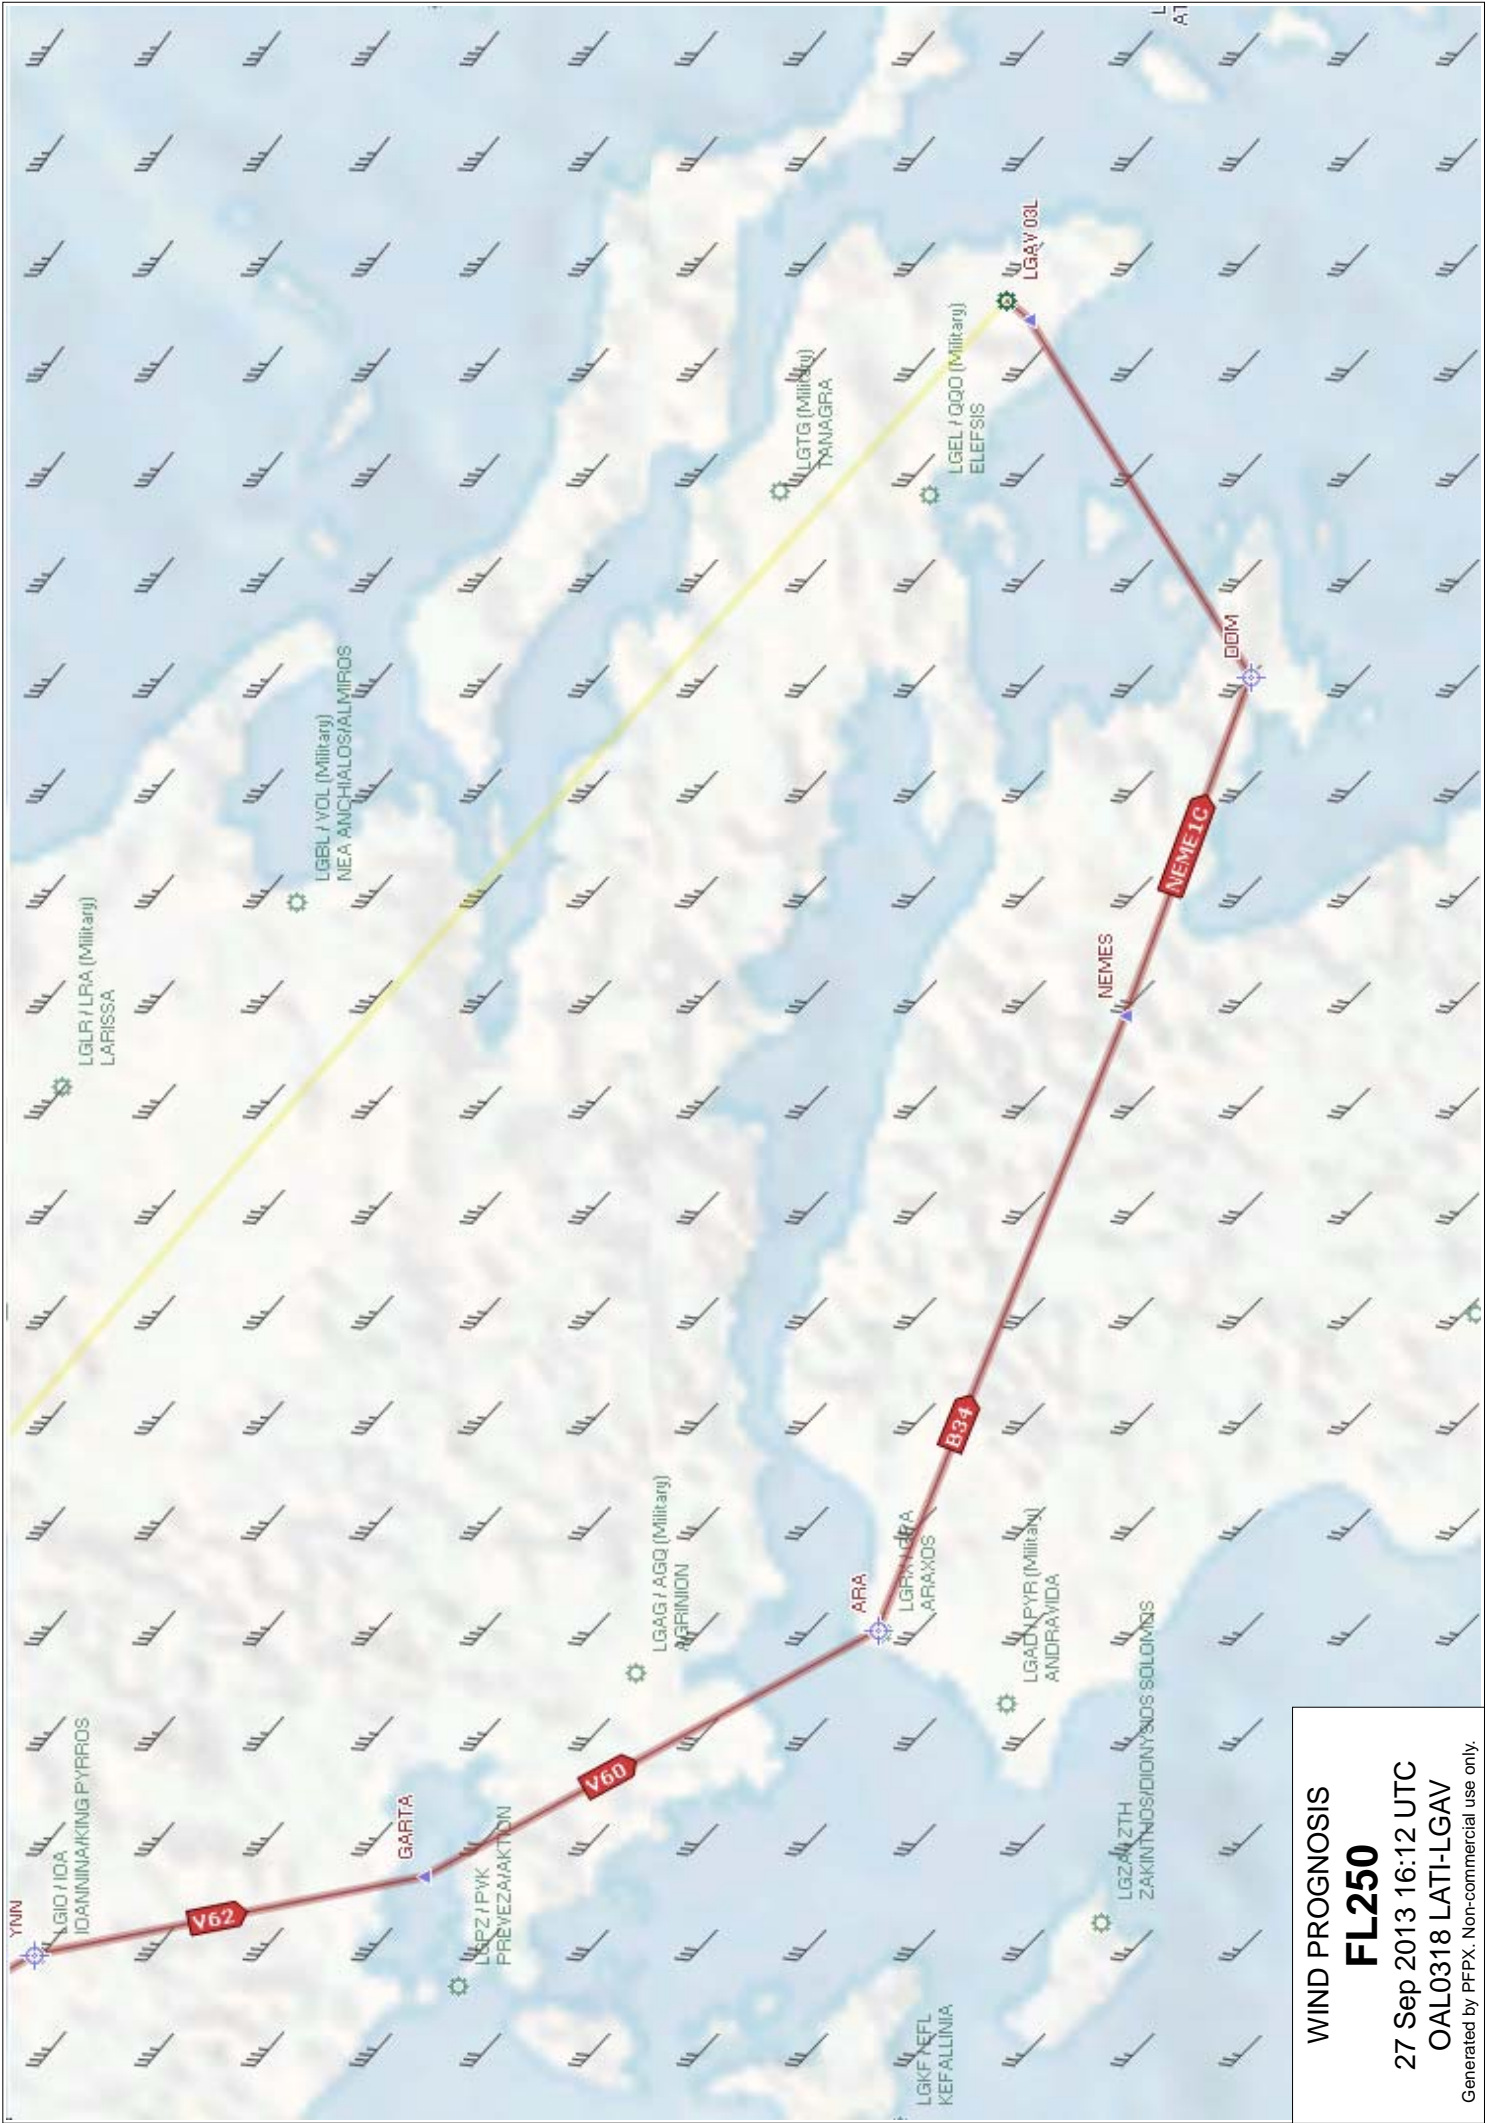 YNN
LGIO / IOA
IOANNINA/KING PYRROS
V62
GARTA
LGPZ / PVK
PREVEZA/AKTION
V60
LGAG / AGQ (Military)
AGRINION
ARA
ARAXOS
LGAD / PYR (Military)
ANDRAVIDA
LGZA / ZTH
ZAKINTHOS/DIONYSIOS SOLOMOS
LGKF / EFL
KEFALLINIA
B34
NEMES
NEME1C
DDM
LGLR / LRA (Military)
LARISSA
LGBL / VOL (Military)
NEA ANCHIALOS/ALMIROS
LGTG (Military)
TANAGRA
LGEL / QQO (Military)
ELEFSIS
LGAV 03L
WIND PROGNOSIS
FL250
27 Sep 2013 16:12 UTC
OAL0318 LATI-LGAV
Generated by PFPX. Non-commercial use only.